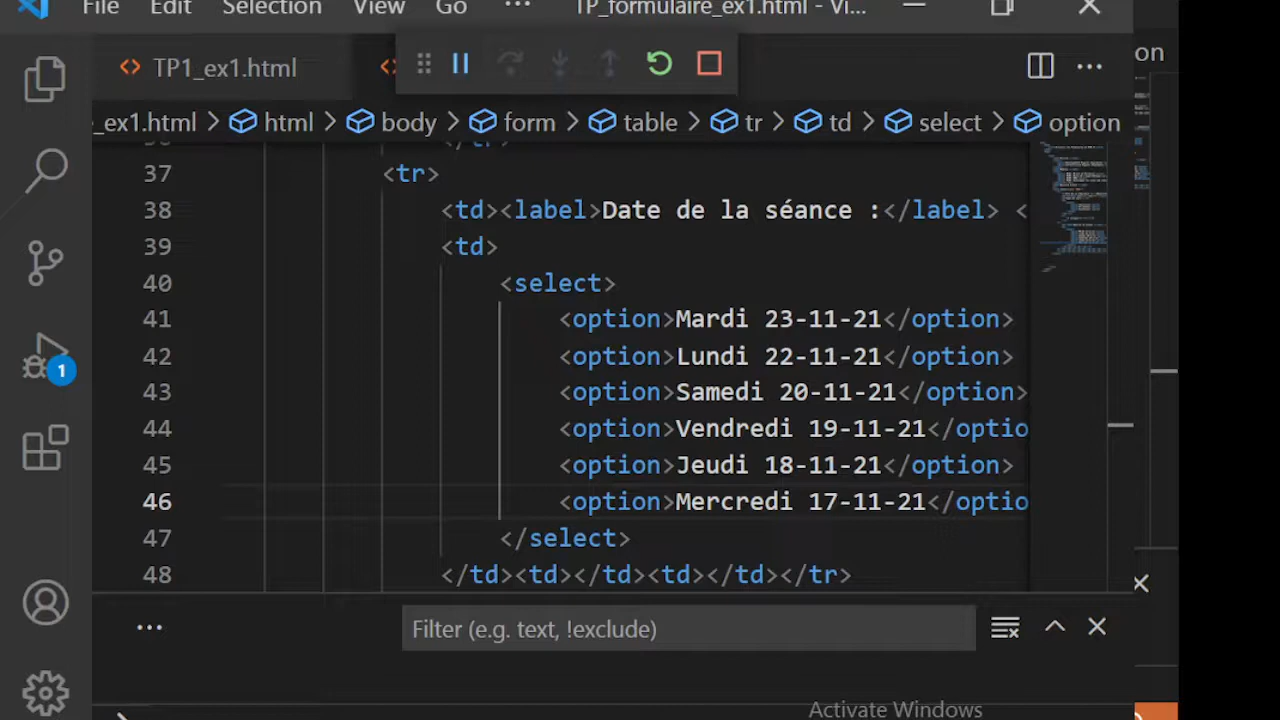 File Edit Selection View Go ··· TP_formulaire_ex1.html - Vi...
on
TP1_ex1.html
_ex1.html > html > body > form > table > tr > td > select > option
37 <tr>
38 <td><label>Date de la séance :</label> <
39 <td>
40 <select>
41 <option>Mardi 23-11-21</option>
42 <option>Lundi 22-11-21</option>
43 <option>Samedi 20-11-21</option>
44 <option>Vendredi 19-11-21</optio
45 <option>Jeudi 18-11-21</option>
46 <option>Mercredi 17-11-21</optio
47 </select>
48 </td><td></td><td></td></tr>
1
Filter (e.g. text, !exclude)
Activate Windows